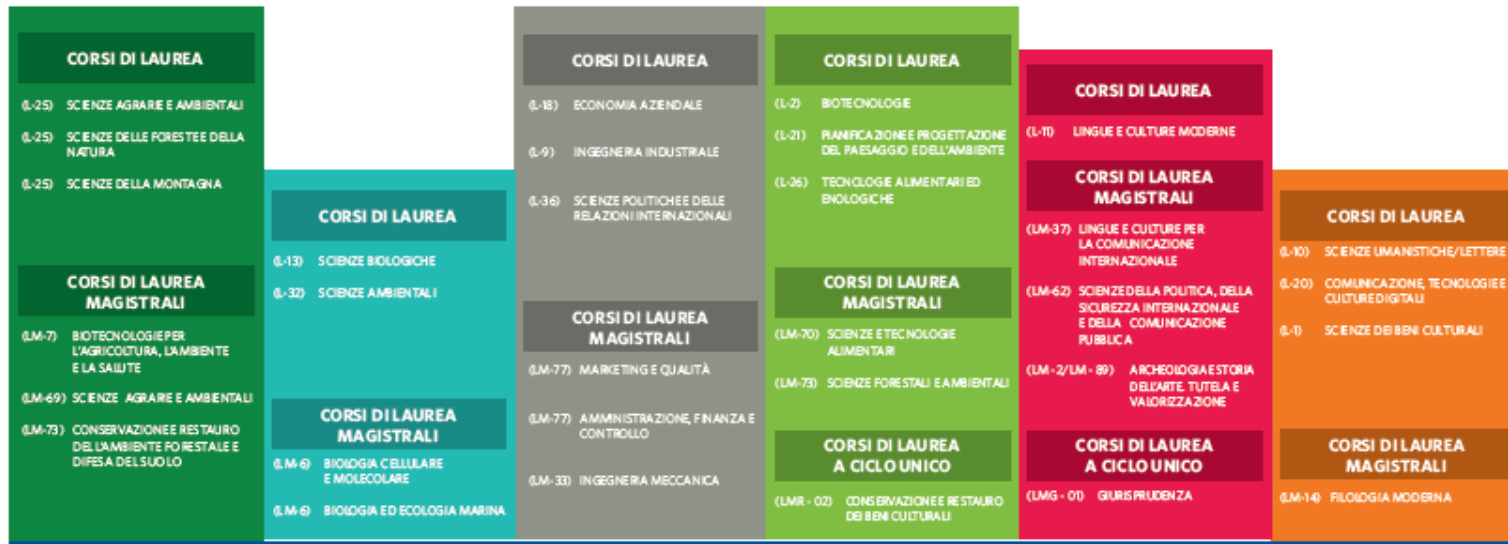 CORSI DI LAUREA
(L-25) SCIENZE AGRARIE E AMBIENTALI
(L-25) SCIENZE DELLE FORESTE E DELLA
NATURA
(L-25) SCIENZE DELLA MONTAGNA
CORSI DI LAUREA
MAGISTRALI
(LM-7) BIOTECNOLOGIE PER
L'AGRICOLTURA, L'AMBIENTE
E LA SALUTE
(LM-69) SCIENZE AGRARIE E AMBIENTALI
(LM-73) CONSERVAZIONE E RESTAURO
DELL'AMBIENTE FORESTALE E
DIFESA DEL SUOLO
CORSI DI LAUREA
(L-13) SCIENZE BIOLOGICHE
(L-32) SCIENZE AMBIENTALI
CORSI DI LAUREA
MAGISTRALI
(LM-6) BIOLOGIA CELLULARE
E MOLECOLARE
(LM-6) BIOLOGIA ED ECOLOGIA MARINA
CORSI DI LAUREA
(L-18) ECONOMIA AZIENDALE
(L-9) INGEGNERIA INDUSTRIALE
(L-36) SCIENZE POLITICHE E DELLE
RELAZIONI INTERNAZIONALI
CORSI DI LAUREA
MAGISTRALI
(LM-77) MARKETING E QUALITÀ
(LM-77) AMMINISTRAZIONE, FINANZA E
CONTROLLO
(LM-33) INGEGNERIA MECCANICA
CORSI DI LAUREA
(L-2) BIOTECNOLOGIE
(L-21) PIANIFICAZIONE E PROGETTAZIONE
DEL PAESAGGIO E DELL'AMBIENTE
(L-26) TECNOLOGIE ALIMENTARI ED
ENOLOGICHE
CORSI DI LAUREA
MAGISTRALI
(LM-70) SCIENZE E TECNOLOGIE
ALIMENTARI
(LM-73) SCIENZE FORESTALI E AMBIENTALI
CORSI DI LAUREA
A CICLO UNICO
(LMR - 02) CONSERVAZIONE E RESTAURO
DEI BENI CULTURALI
CORSI DI LAUREA
(L-11) LINGUE E CULTURE MODERNE
CORSI DI LAUREA
MAGISTRALI
(LM-37) LINGUE E CULTURE PER
LA COMUNICAZIONE
INTERNAZIONALE
(LM-62) SCIENZE DELLA POLITICA, DELLA
SICUREZZA INTERNAZIONALE
E DELLA COMUNICAZIONE
PUBBLICA
(LM - 2/LM - 89) ARCHEOLOGIA E STORIA
DELL'ARTE. TUTELA E
VALORIZZAZIONE
CORSI DI LAUREA
A CICLO UNICO
(LMG - 01) GIURISPRUDENZA
CORSI DI LAUREA
(L-10) SCIENZE UMANISTICHE/LETTERE
(L-20) COMUNICAZIONE, TECNOLOGIE E
CULTURE DIGITALI
(L-1) SCIENZE DEI BENI CULTURALI
CORSI DI LAUREA
MAGISTRALI
(LM-14) FILOLOGIA MODERNA